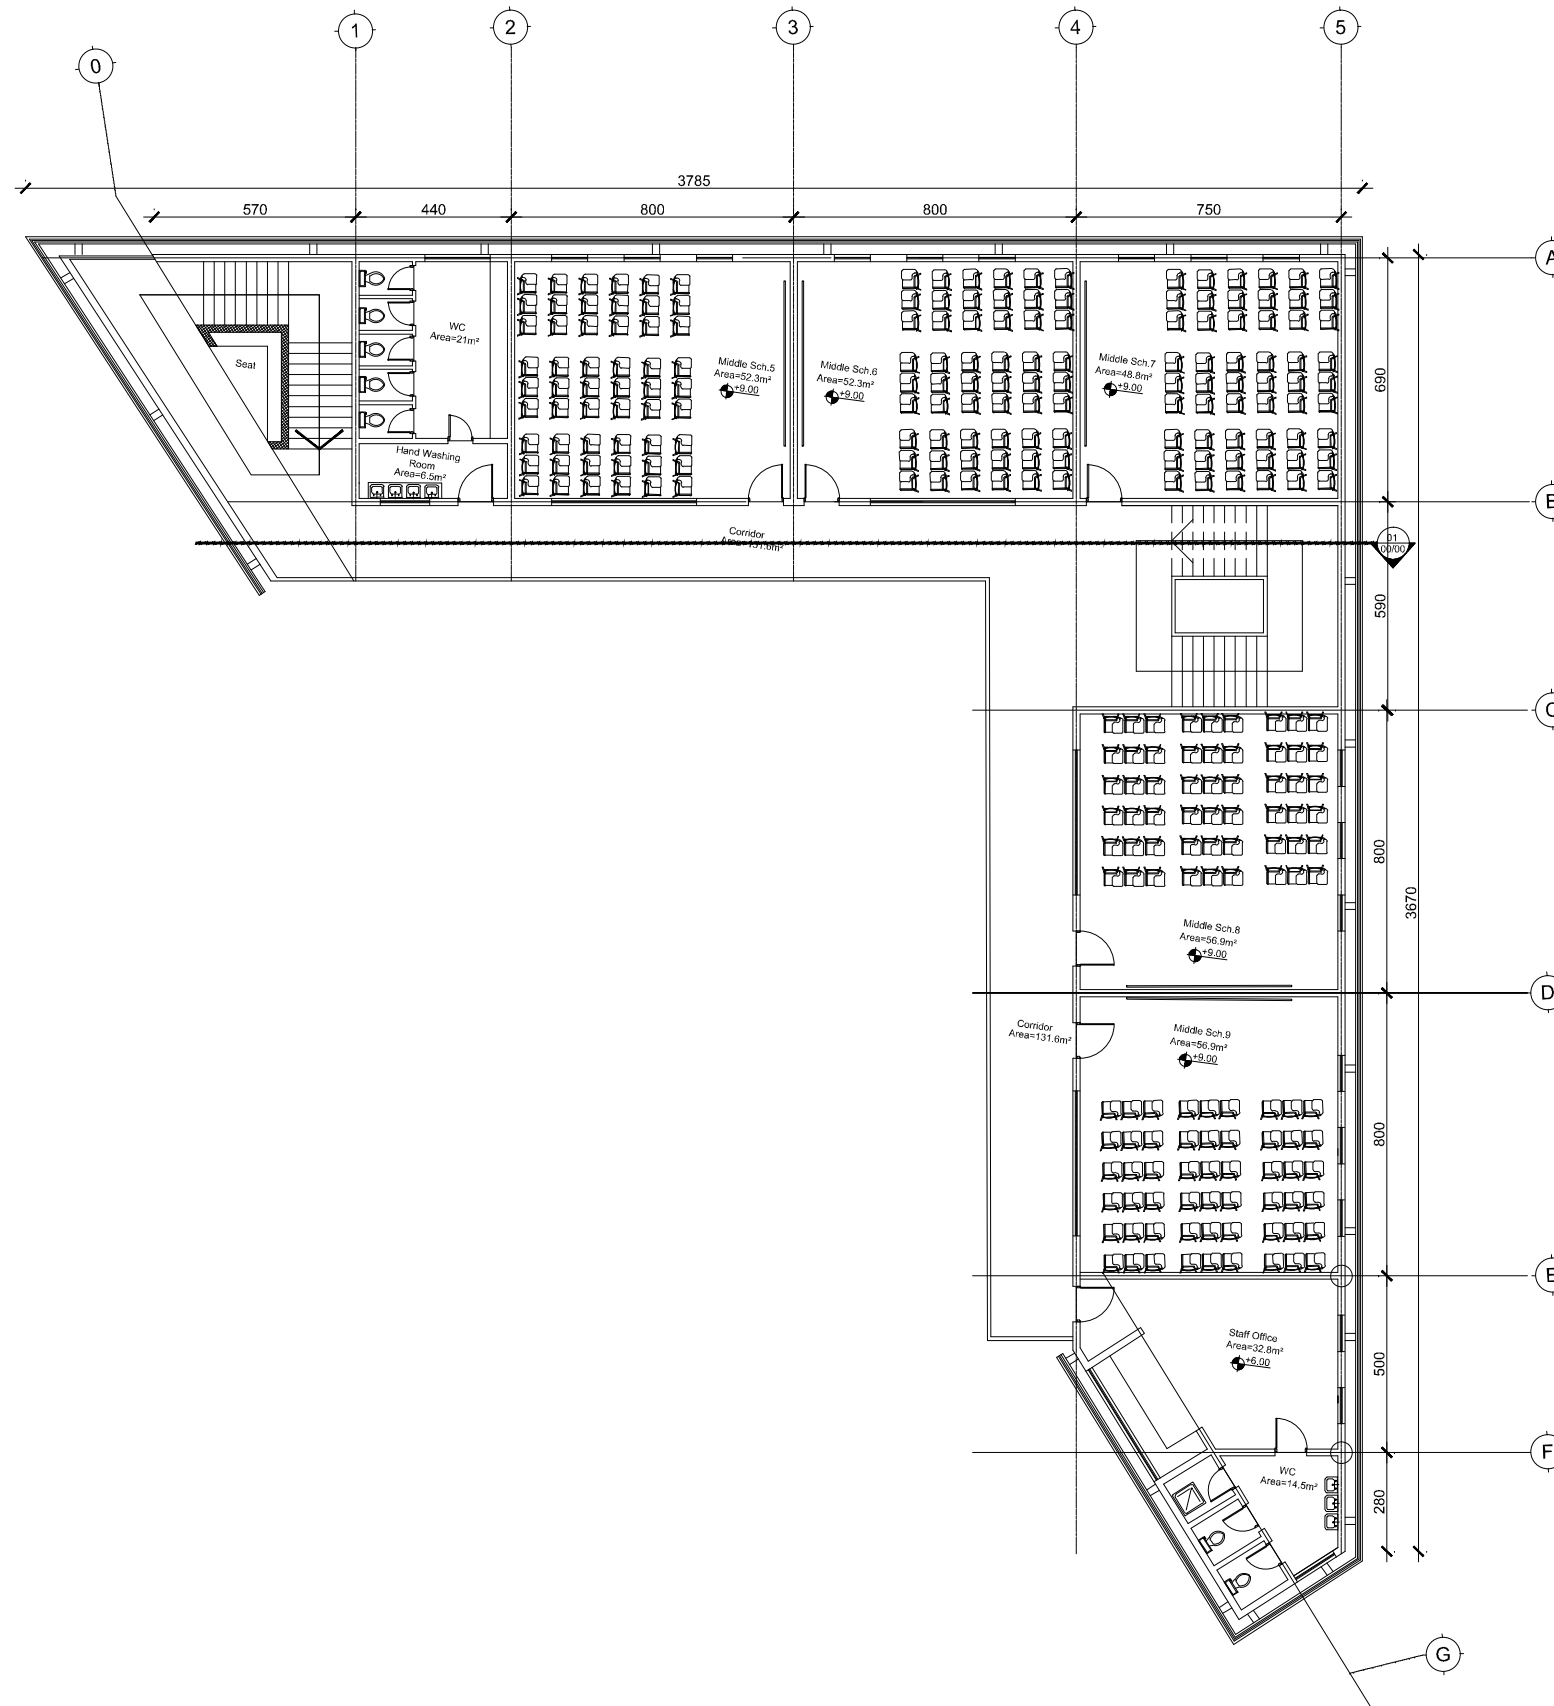 0
1
2
3
4
5
3785
570
440
800
800
750
A
WC
Area=21m²
Seat
Middle Sch.5
Area=52.3m²
+9.00
Middle Sch.6
Area=52.3m²
+9.00
Middle Sch.7
Area=48.8m²
+9.00
690
Hand Washing
Room
Area=6.5m²
B
Corridor
Area=131.6m²
01
00/00
590
C
800
3670
Middle Sch.8
Area=56.9m²
+9.00
D
Corridor
Area=131.6m²
Middle Sch.9
Area=56.9m²
+9.00
800
E
Staff Office
Area=32.8m²
+6.00
500
F
WC
Area=14.5m²
280
G